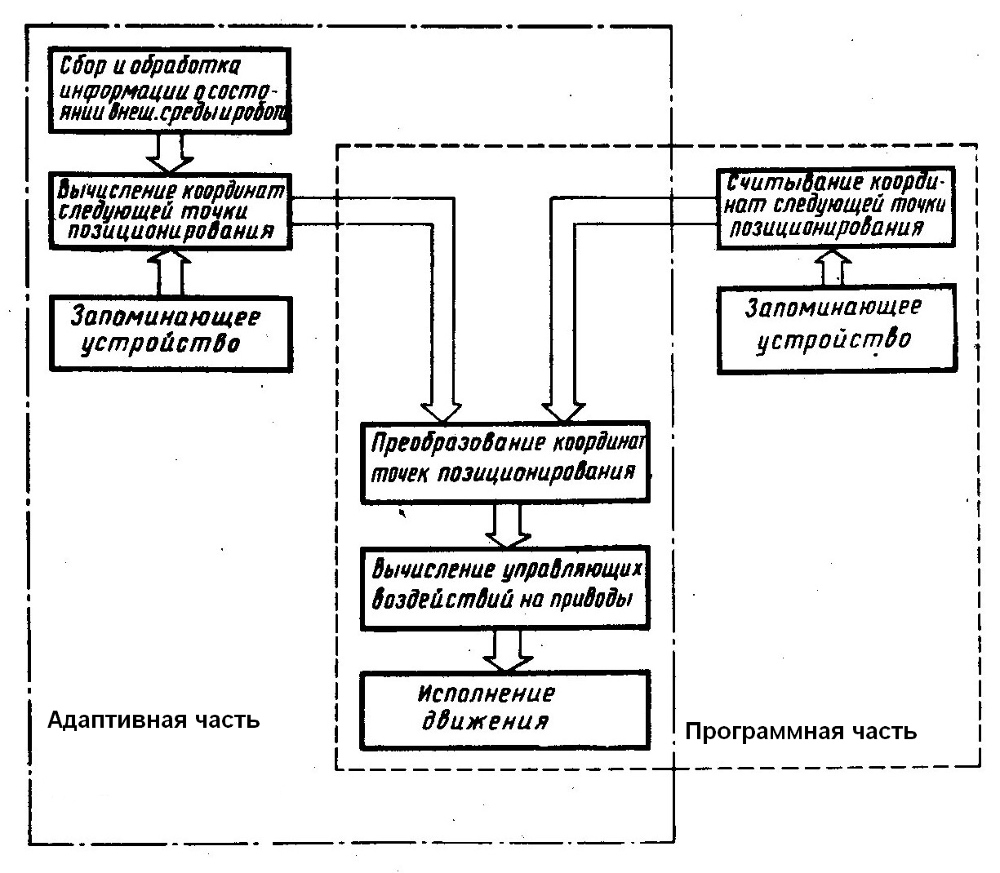 Сбор и обработка
информации о состо-
янии внеш. среды и робота
Вычисление координат
следующей точки
позиционирования
Запоминающее
устройство
Считывание коорди-
нат следующей точки
позиционирования
Запоминающее
устройство
Преобразование координат
точек позиционирования
Вычисление управляющих
воздействий на приводы
Исполнение
движения
Адаптивная часть
Программная часть